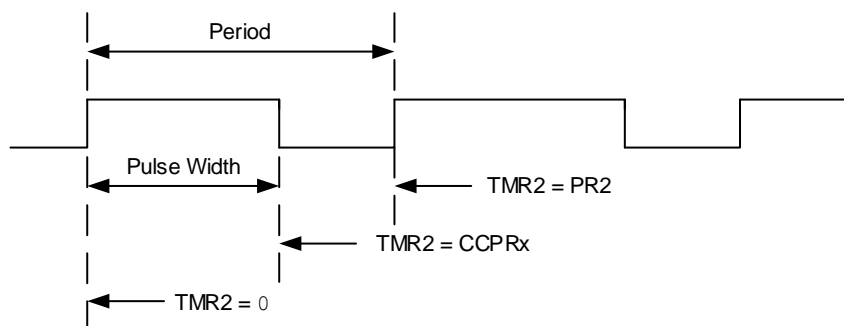 Period
Pulse Width
TMR2 = PR2
TMR2 = CCPRx
TMR2 = 0